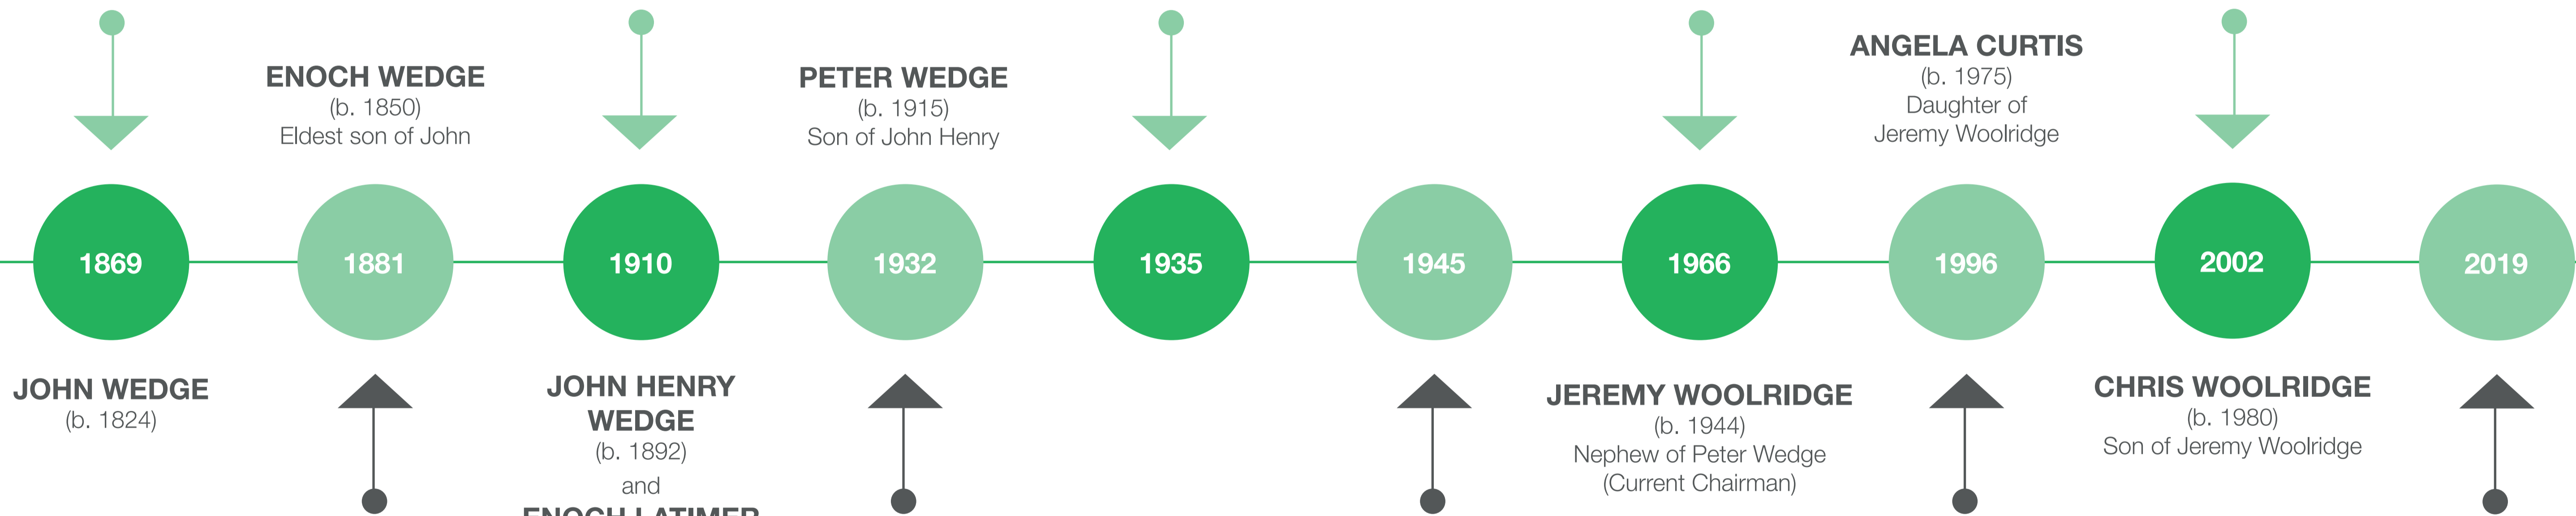 1869
JOHN WEDGE
(b. 1824)
ENOCH WEDGE
(b. 1850)
Eldest son of John
1881
1910
JOHN HENRY
WEDGE
(b. 1892)
and
ENOCH LATIMER
PETER WEDGE
(b. 1915)
Son of John Henry
1932
1935
1945
1966
JEREMY WOOLRIDGE
(b. 1944)
Nephew of Peter Wedge
(Current Chairman)
ANGELA CURTIS
(b. 1975)
Daughter of
Jeremy Woolridge
1996
2002
CHRIS WOOLRIDGE
(b. 1980)
Son of Jeremy Woolridge
2019